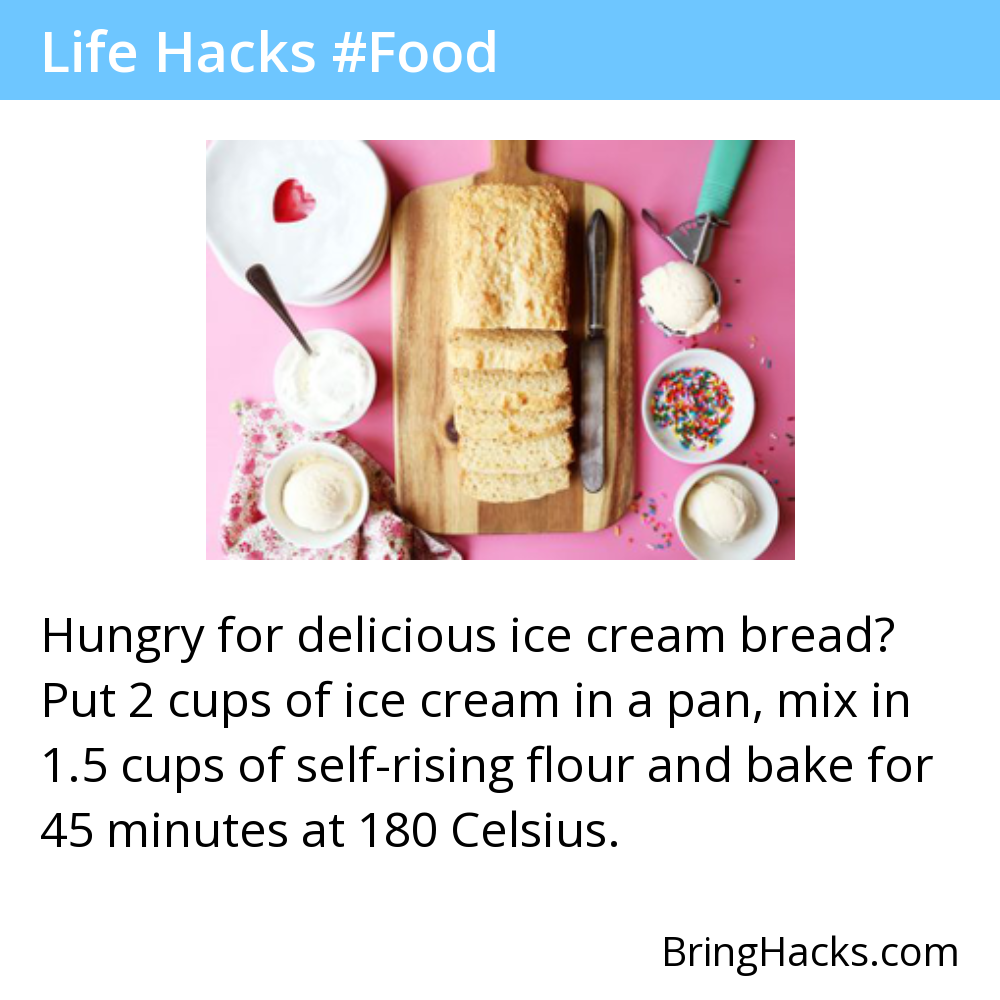 Life Hacks #Food
Hungry for delicious ice cream bread?
Put 2 cups of ice cream in a pan, mix in
1.5 cups of self-rising flour and bake for
45 minutes at 180 Celsius.
BringHacks.com